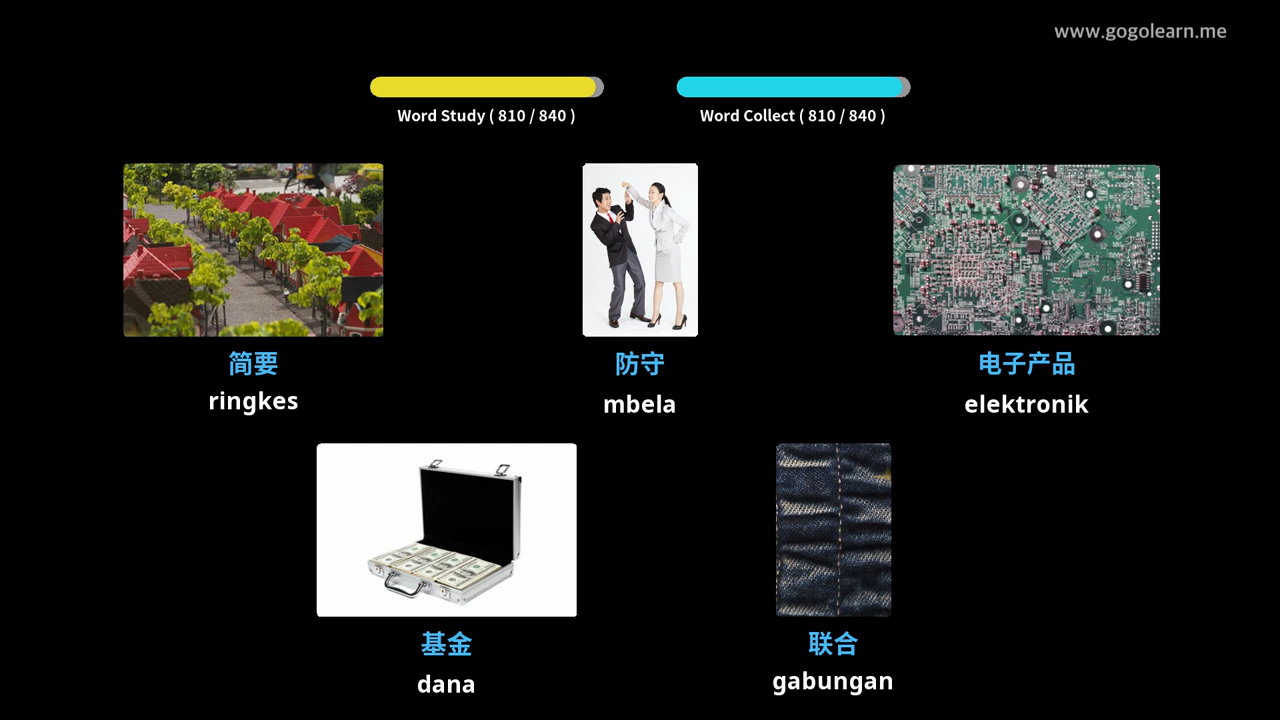 www.gogolearn.me
Word Study ( 810 / 840 )
Word Collect ( 810 / 840 )
简要
ringkes
防守
mbela
电子产品
elektronik
基金
dana
联合
gabungan